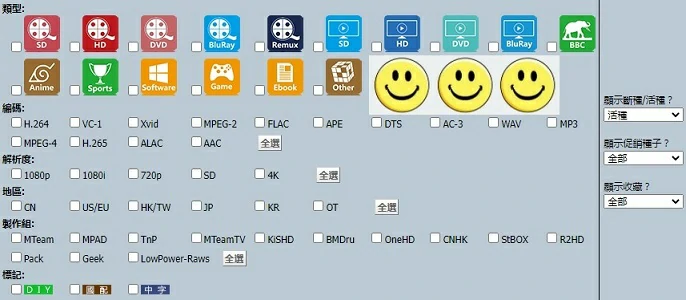 類型:
SD HD DVD BluRay Remux SD HD DVD BluRay BBC
Anime Sports Software Game Ebook Other
編碼:
H.264 VC-1 Xvid MPEG-2 FLAC APE DTS AC-3 WAV MP3
MPEG-4 H.265 ALAC AAC 全選
解析度:
1080p 1080i 720p SD 4K 全選
地區:
CN US/EU HK/TW JP KR OT 全選
製作組:
MTeam MPAD TnP MTeamTV KiSHD BMDru OneHD CNHK StBOX R2HD
Pack Geek LowPower-Raws 全選
標記:
DIY 國配 中字
顯示斷種/活種？
活種
顯示促銷種子？
全部
顯示收藏？
全部